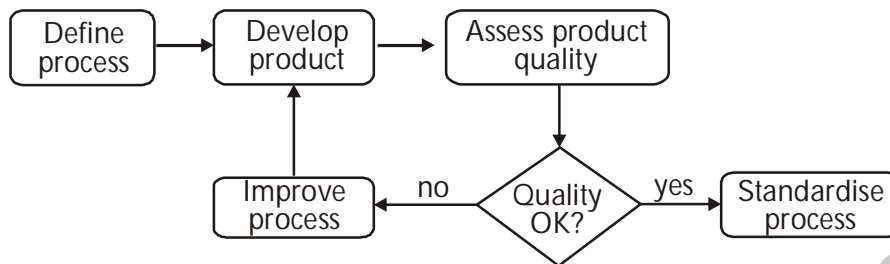 Define
process
Develop
product
Assess product
quality
Improve
process
no
Quality
OK?
yes
Standardise
process